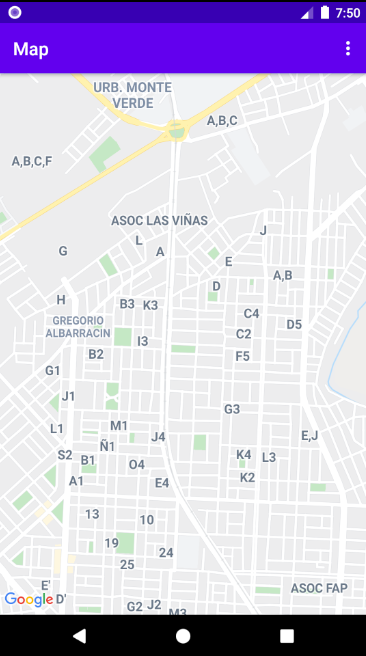 7:50
Map
URB. MONTE
VERDE
A,B,C
A,B,C,F
ASOC LAS VIÑAS
J
L
G
A
E
A,B
D
H
B3 K3
C4
GREGORIO
ALBARRACIN
D5
C2
I3
B2
F5
G1
J1
G3
M1
L1
J4
E,J
Ñ1
S2
B1
K4 L3
O4
A1
E4
K2
13
10
19
24
25
E'
ASOC FAP
Google D'
G2 J2
M3